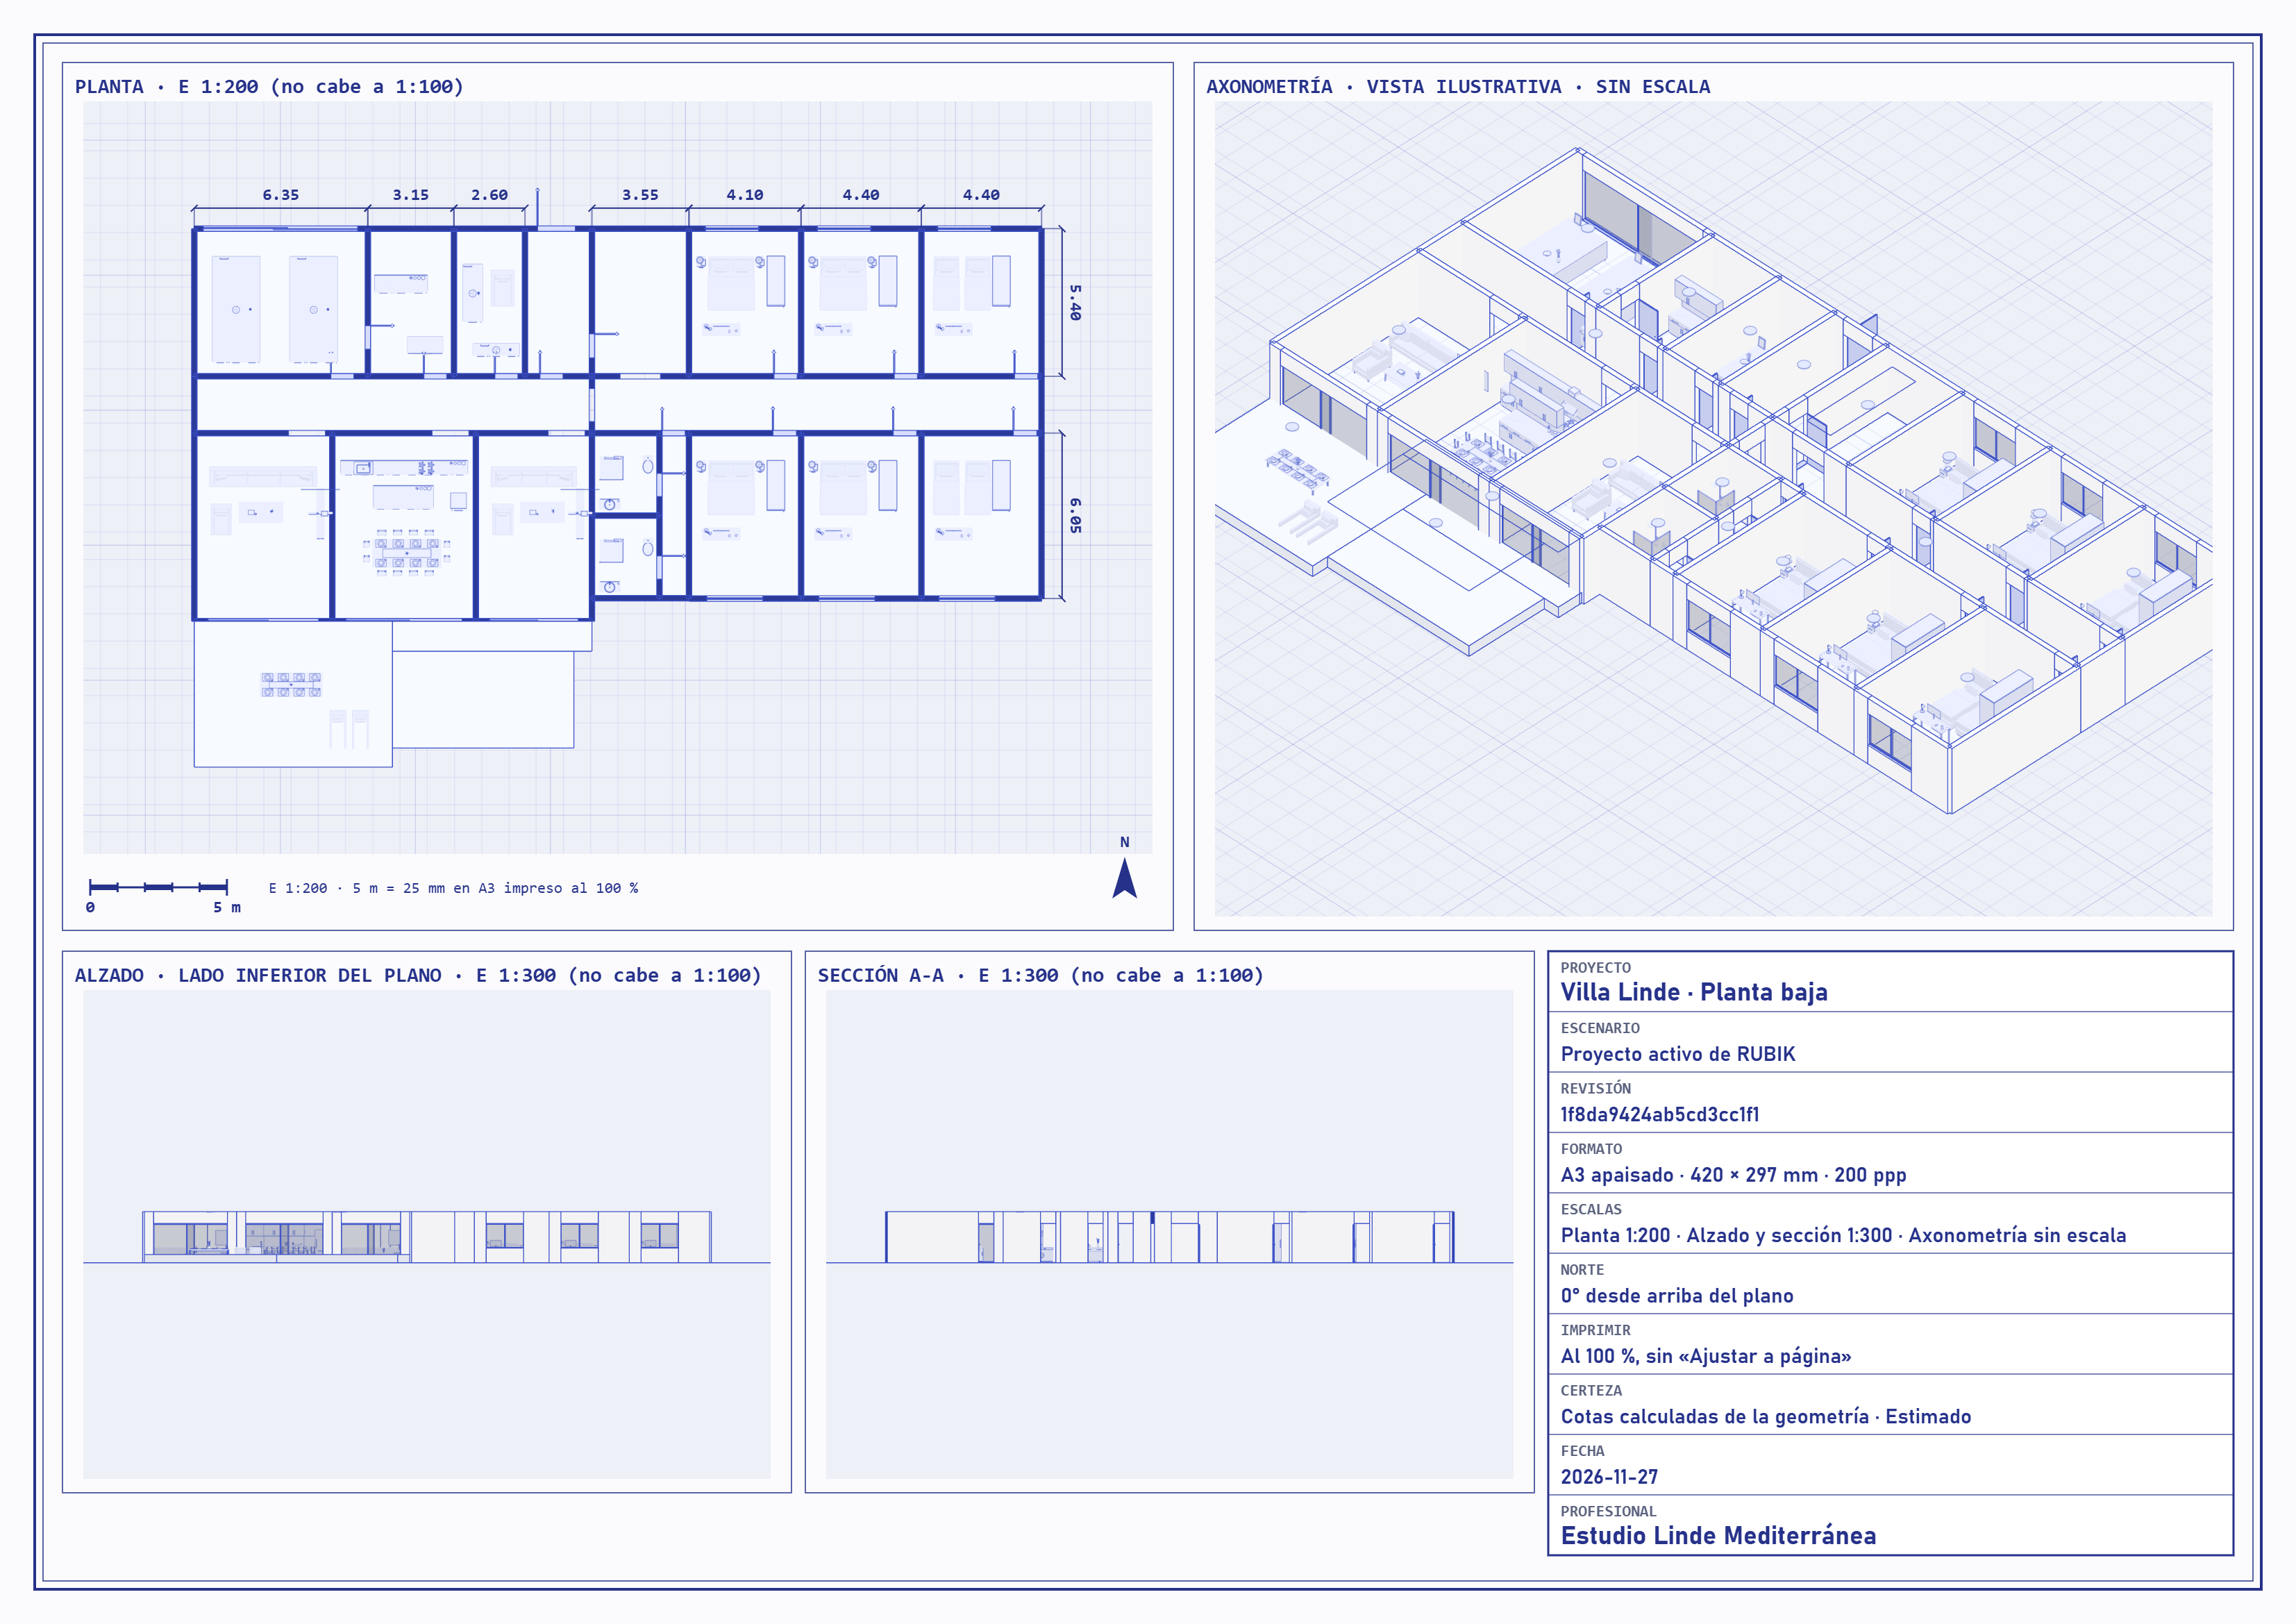 PLANTA · E 1:200 (no cabe a 1:100)
6.35
3.15
2.60
3.55
4.10
4.40
4.40
5.40
6.05
N
0
5 m
E 1:200 · 5 m = 25 mm en A3 impreso al 100 %
AXONOMETRÍA · VISTA ILUSTRATIVA · SIN ESCALA
ALZADO · LADO INFERIOR DEL PLANO · E 1:300 (no cabe a 1:100)
SECCIÓN A-A · E 1:300 (no cabe a 1:100)
PROYECTO
Villa Linde · Planta baja
ESCENARIO
Proyecto activo de RUBIK
REVISIÓN
1f8da9424ab5cd3cc1f1
FORMATO
A3 apaisado · 420 × 297 mm · 200 ppp
ESCALAS
Planta 1:200 · Alzado y sección 1:300 · Axonometría sin escala
NORTE
0° desde arriba del plano
IMPRIMIR
Al 100 %, sin «Ajustar a página»
CERTEZA
Cotas calculadas de la geometría · Estimado
FECHA
2026-11-27
PROFESIONAL
Estudio Linde Mediterránea